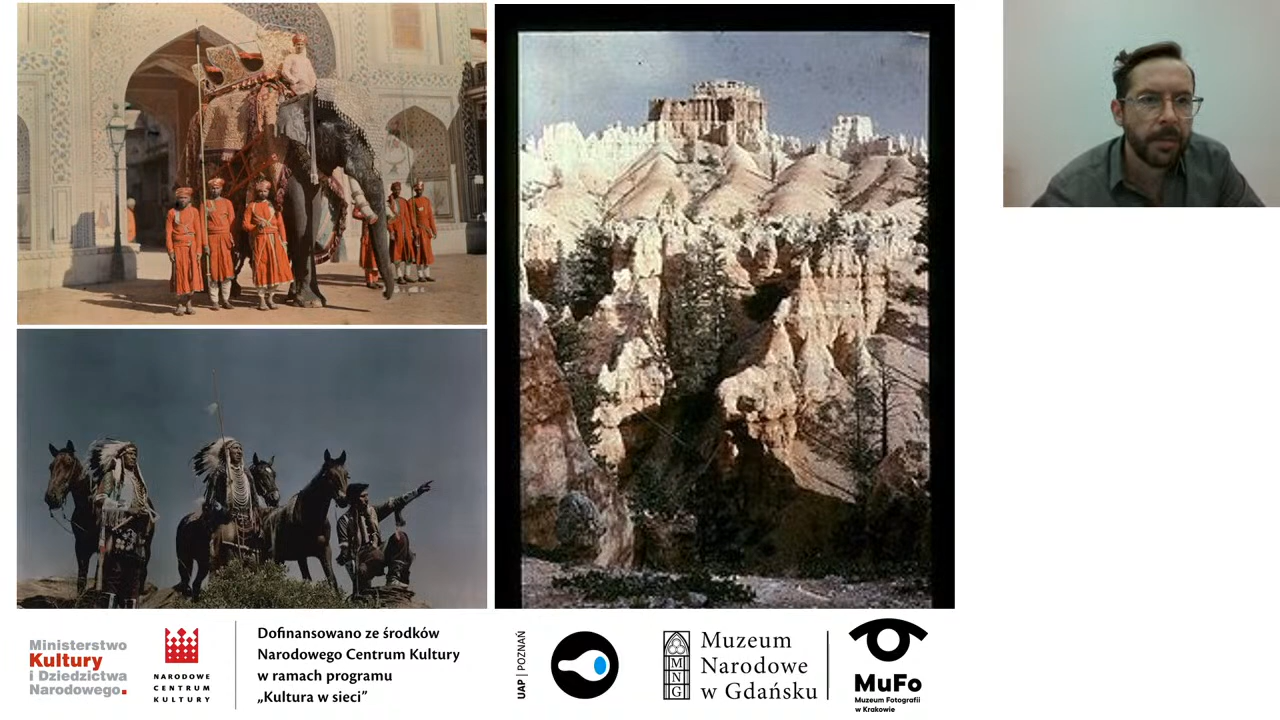 Ministerstwo
Kultury
i Dziedzictwa
Narodowego.
NARODOWE
CENTRUM
KULTURY
Dofinansowano ze środków
Narodowego Centrum Kultury
w ramach programu
„Kultura w sieci”
UAP | POZNAŃ
MNG
Muzeum
Narodowe
w Gdańsku
MuFo
Muzeum Fotografii
w Krakowie